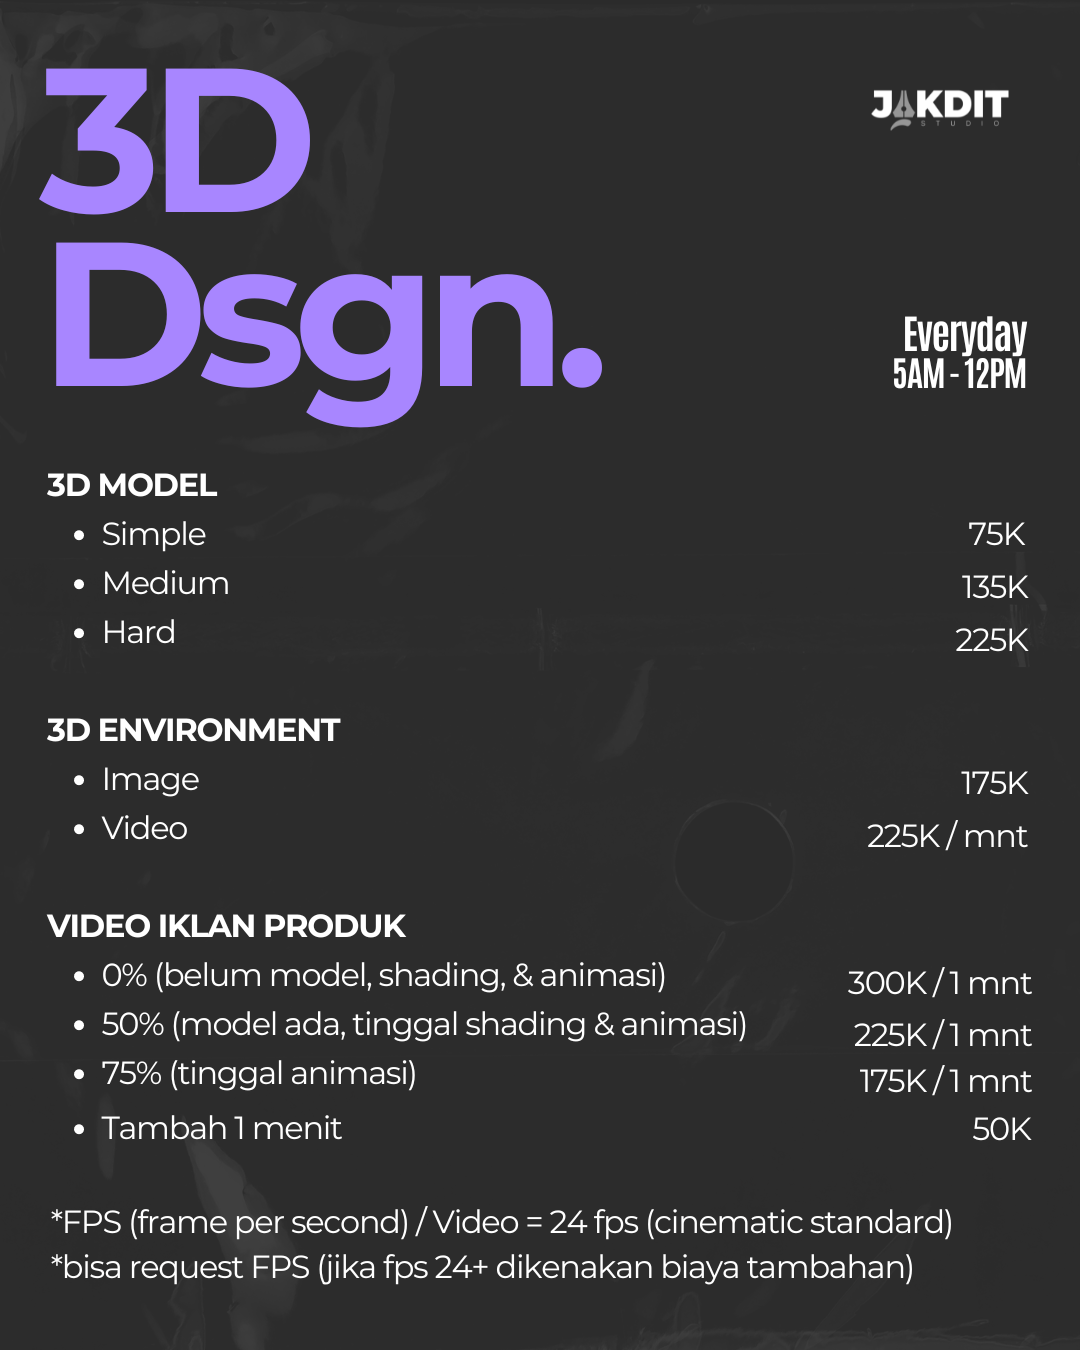 3D
Dsgn.
JAKDIT
STUDIO
Everyday
5AM - 12PM
3D MODEL
• Simple 75K
• Medium 135K
• Hard 225K
3D ENVIRONMENT
• Image 175K
• Video 225K / mnt
VIDEO IKLAN PRODUK
• 0% (belum model, shading, & animasi) 300K / 1 mnt
• 50% (model ada, tinggal shading & animasi) 225K / 1 mnt
• 75% (tinggal animasi) 175K / 1 mnt
• Tambah 1 menit 50K
*FPS (frame per second) / Video = 24 fps (cinematic standard)
*bisa request FPS (jika fps 24+ dikenakan biaya tambahan)